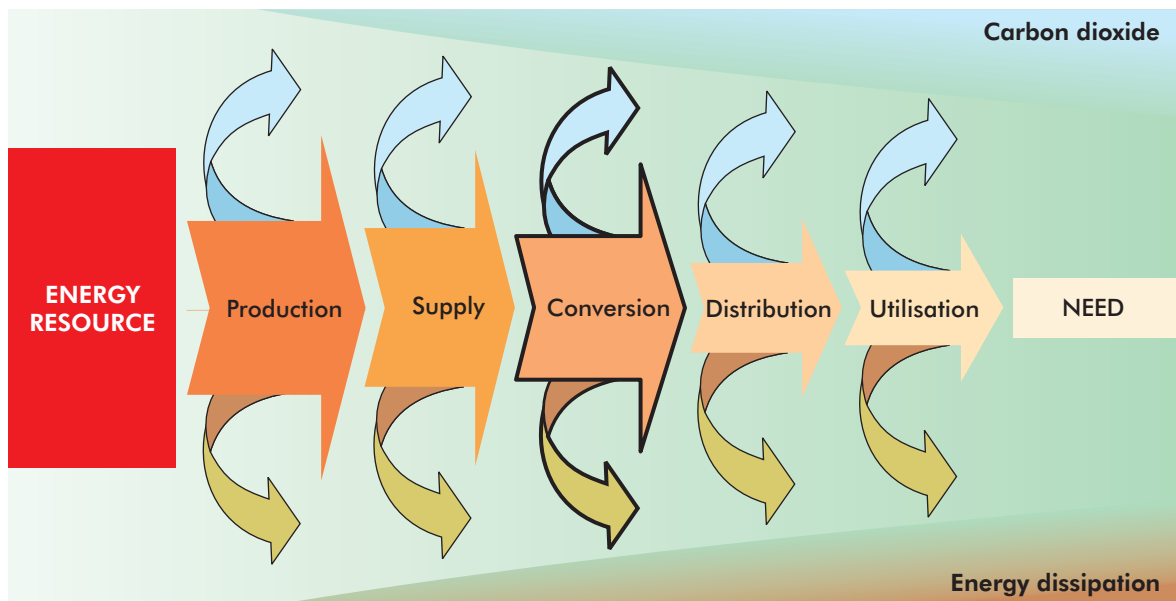 Carbon dioxide
ENERGY
RESOURCE
Production
Supply
Conversion
Distribution
Utilisation
NEED
Energy dissipation